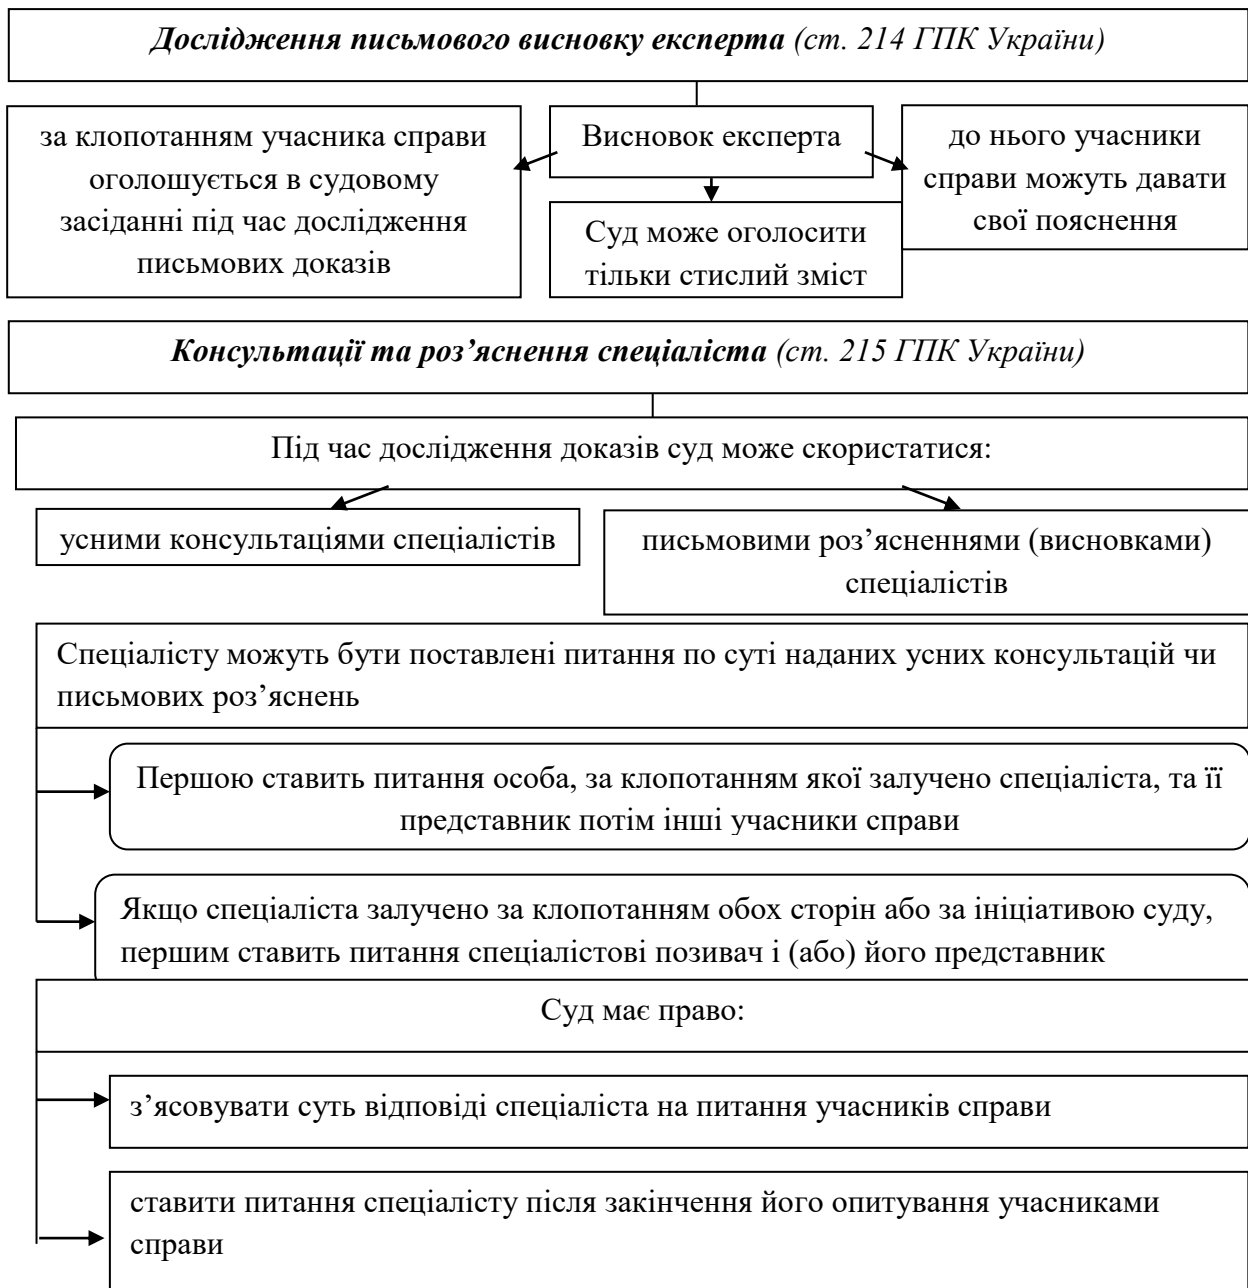 Дослідження письмового висновку експерта (ст. 214 ГПК України)
за клопотанням учасника справи
оголошується в судовому
засіданні під час дослідження
письмових доказів
Висновок експерта
Суд може оголосити
тільки стислий зміст
до нього учасники
справи можуть давати
свої пояснення
Консультації та роз’яснення спеціаліста (ст. 215 ГПК України)
Під час дослідження доказів суд може скористатися:
усними консультаціями спеціалістів
письмовими роз’ясненнями (висновками)
спеціалістів
Спеціалісту можуть бути поставлені питання по суті наданих усних консультацій чи
письмових роз’яснень
Першою ставить питання особа, за клопотанням якої залучено спеціаліста, та її
представник потім інші учасники справи
Якщо спеціаліста залучено за клопотанням обох сторін або за ініціативою суду,
першим ставить питання спеціалістові позивач і (або) його представник
Суд має право:
з’ясовувати суть відповіді спеціаліста на питання учасників справи
ставити питання спеціалісту після закінчення його опитування учасниками
справи